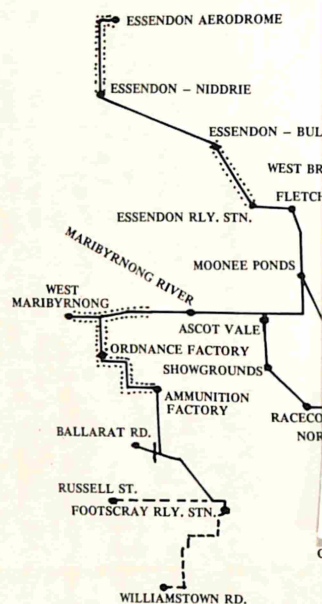 ESSENDON AERODROME
ESSENDON – NIDDRIE
ESSENDON – BUL
WEST BR
FLETCH
ESSENDON RLY. STN.
MARIBYRNONG RIVER
MOONEE PONDS
WEST
MARIBYRNONG
ASCOT VALE
ORDNANCE FACTORY
SHOWGROUNDS
AMMUNITION
FACTORY
RACECO
NOR
BALLARAT RD.
RUSSELL ST.
FOOTSCRAY RLY. STN.
WILLIAMSTOWN RD.